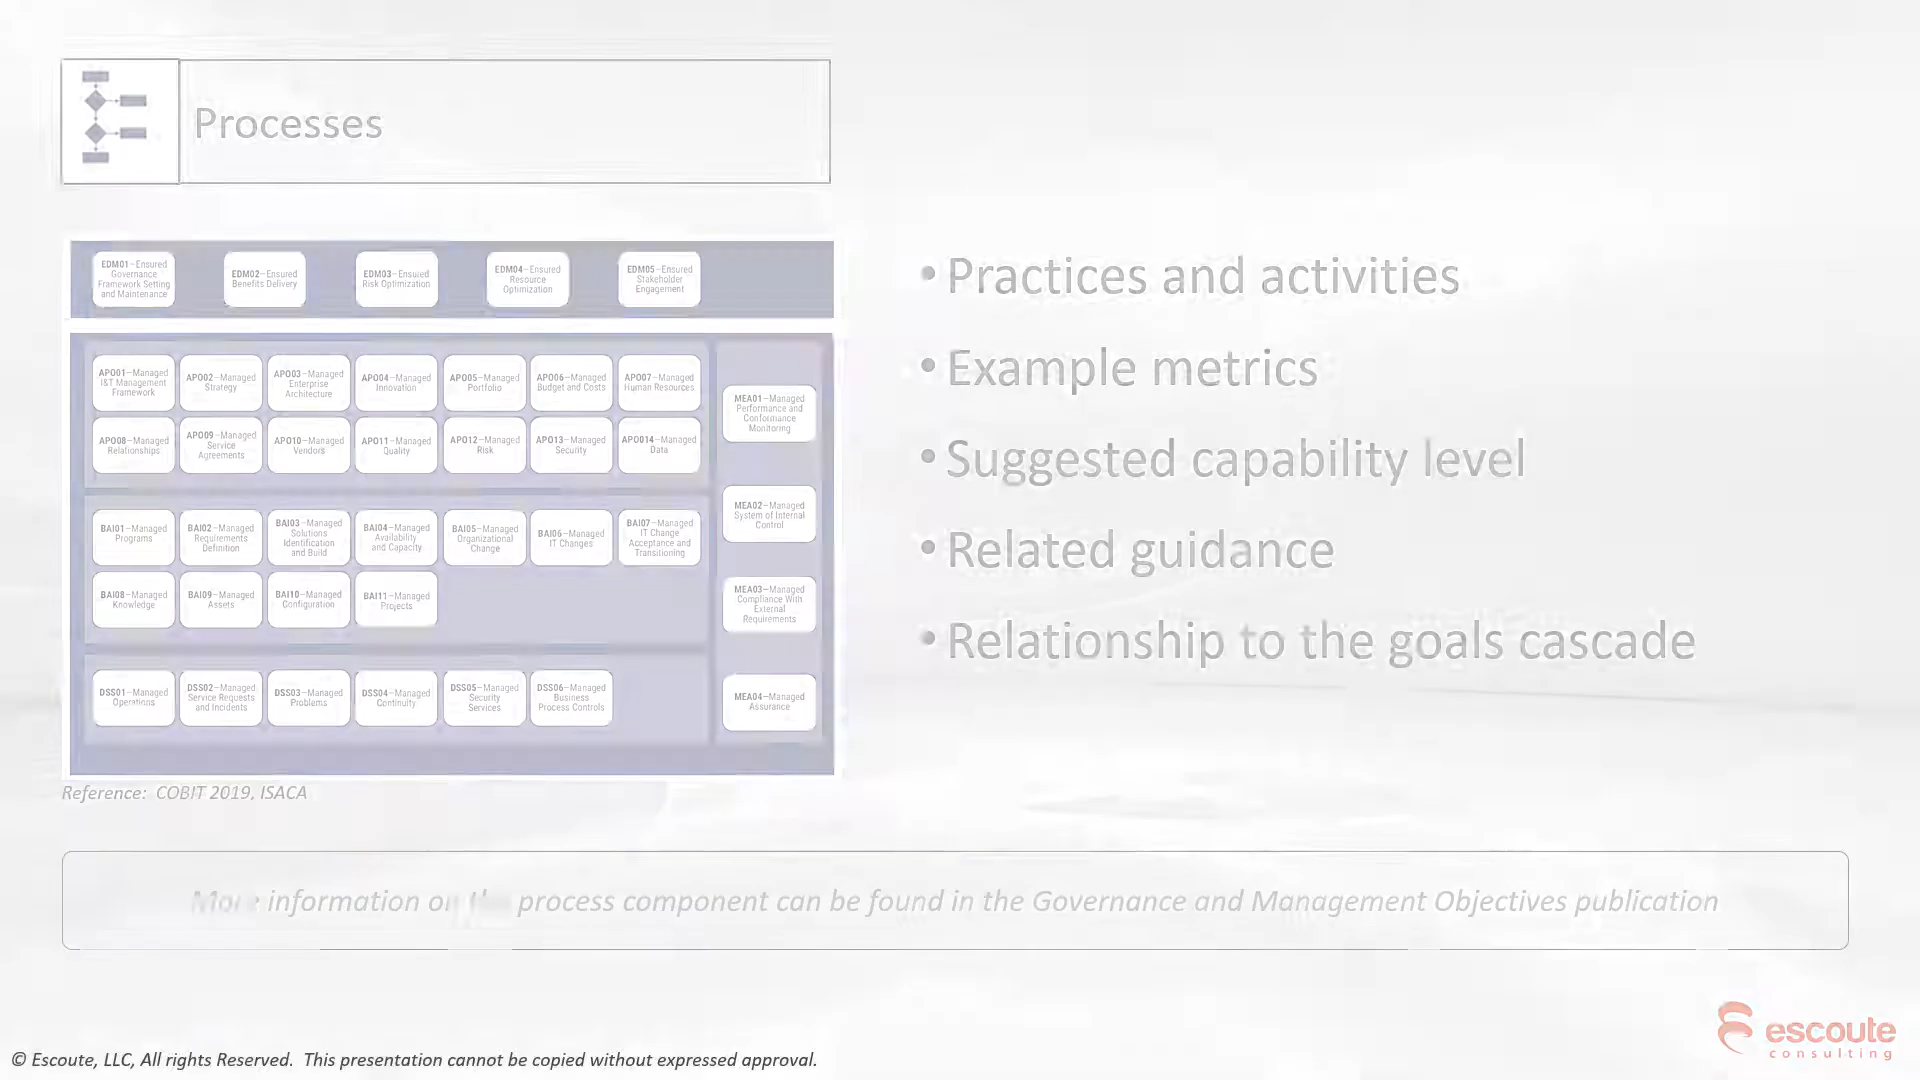 Processes
EDM01—Ensured
Governance
Framework Setting
and Maintenance
EDM02—Ensured
Benefits Delivery
EDM03—Ensured
Risk Optimization
EDM04—Ensured
Resource
Optimization
EDM05—Ensured
Stakeholder
Engagement
APO01—Managed
I&T Management
Framework
APO02—Managed
Strategy
APO03—Managed
Enterprise
Architecture
APO04—Managed
Innovation
APO05—Managed
Portfolio
APO06—Managed
Budget and Costs
APO07—Managed
Human Resources
APO08—Managed
Relationships
APO09—Managed
Service
Agreements
APO10—Managed
Vendors
APO11—Managed
Quality
APO12—Managed
Risk
APO13—Managed
Security
APO014—Managed
Data
BAI01—Managed
Programs
BAI02—Managed
Requirements
Definition
BAI03—Managed
Solutions
Identification
and Build
BAI04—Managed
Availability
and Capacity
BAI05—Managed
Organizational
Change
BAI06—Managed
IT Changes
BAI07—Managed
IT Change
Acceptance and
Transitioning
BAI08—Managed
Knowledge
BAI09—Managed
Assets
BAI10—Managed
Configuration
BAI11—Managed
Projects
DSS01—Managed
Operations
DSS02—Managed
Service Requests
and Incidents
DSS03—Managed
Problems
DSS04—Managed
Continuity
DSS05—Managed
Security
Services
DSS06—Managed
Business
Process Controls
MEA01—Managed
Performance and
Conformance
Monitoring
MEA02—Managed
System of Internal
Control
MEA03—Managed
Compliance With
External
Requirements
MEA04—Managed
Assurance
Reference: COBIT 2019, ISACA
• Practices and activities
• Example metrics
• Suggested capability level
• Related guidance
• Relationship to the goals cascade
More information on the process component can be found in the Governance and Management Objectives publication
© Escoute, LLC, All rights Reserved. This presentation cannot be copied without expressed approval.
escoute
consulting